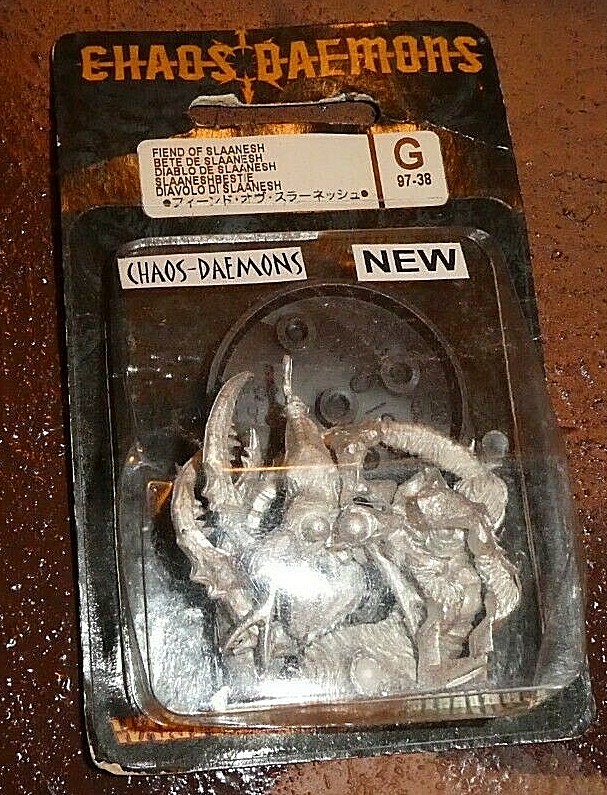 CHAOS DAEMONS
FIEND OF SLAANESH
BETE DE SLAANESH
DIABLO DE SLAANESH
SLAANESHBESTIE
DIAVOLO DI SLAANESH
●フィーンド・オヴ・スラーネッシュ●
G
97-38
CHAOS-DAEMONS
NEW